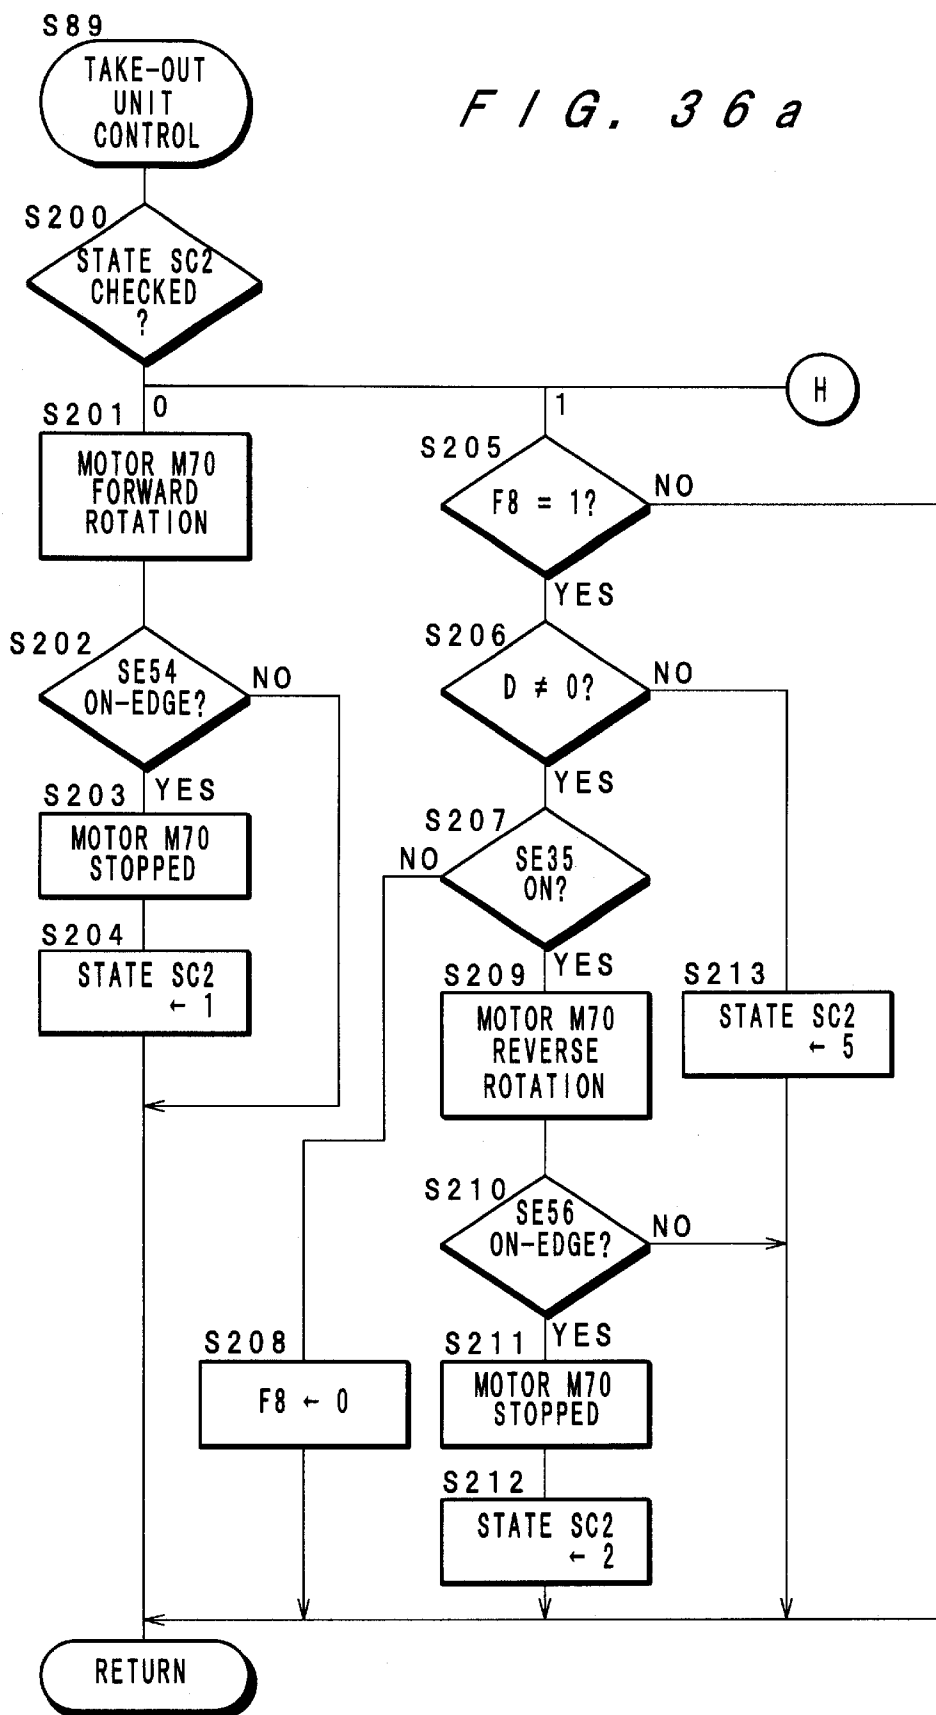 S89
TAKE-OUT
UNIT
CONTROL
FIG. 36a
S200
STATE SC2
CHECKED
?
H
0
1
S201
MOTOR M70
FORWARD
ROTATION
S205
F8 = 1?
NO
YES
S202
SE54
ON-EDGE?
NO
YES
S206
D ≠ 0?
NO
YES
S203
MOTOR M70
STOPPED
S207
SE35
ON?
NO
YES
S204
STATE SC2
← 1
S209
MOTOR M70
REVERSE
ROTATION
S213
STATE SC2
← 5
S210
SE56
ON-EDGE?
NO
YES
S208
F8 ← 0
S211
MOTOR M70
STOPPED
S212
STATE SC2
← 2
RETURN